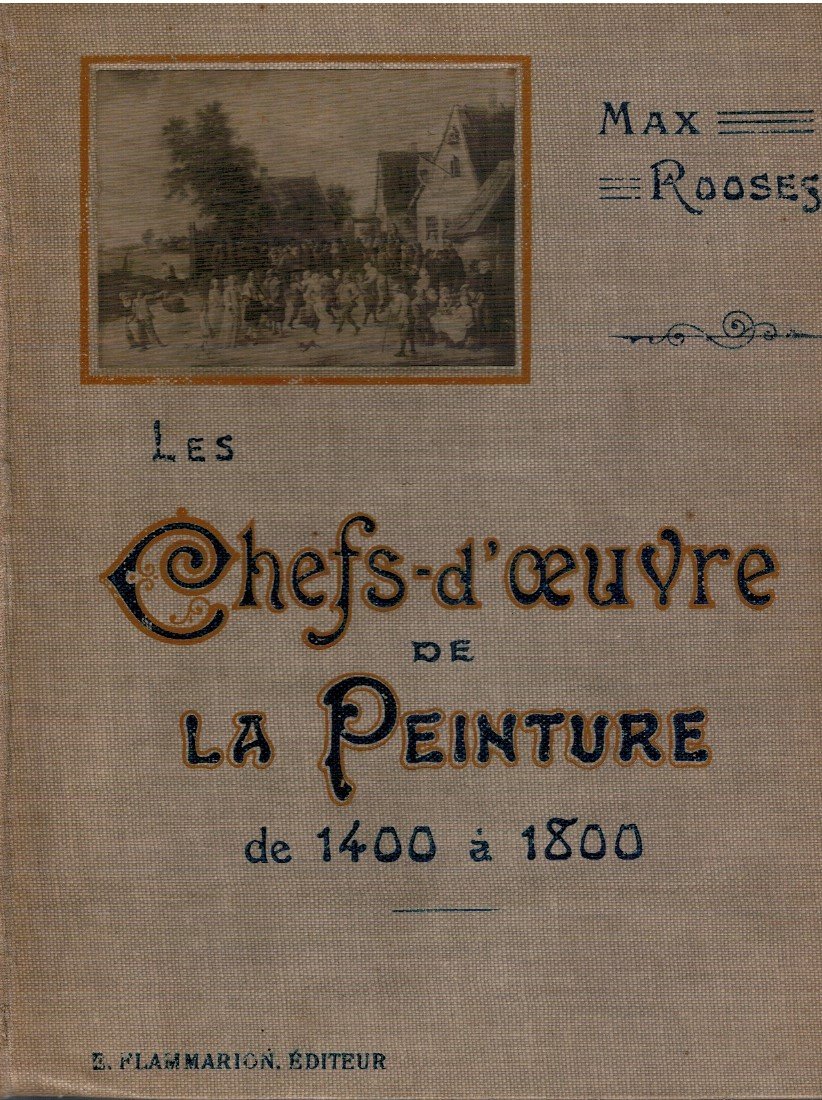 MAX
ROOSES
LES
Chefs-d'œuvre
DE
LA PEINTURE
de 1400 à 1800
E. FLAMMARION, ÉDITEUR